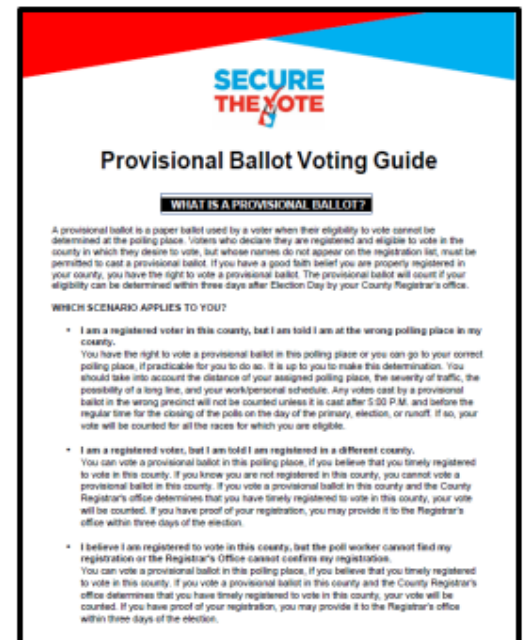 SECURE
THE VOTE
Provisional Ballot Voting Guide
WHAT IS A PROVISIONAL BALLOT?
A provisional ballot is a paper ballot used by a voter when their eligibility to vote cannot be
determined at the polling place. Voters who declare they are registered and eligible to vote in the
county in which they desire to vote, but whose names do not appear on the registration list, must be
permitted to cast a provisional ballot. If you have a good faith belief you are properly registered in
your county, you have the right to vote a provisional ballot. The provisional ballot will count if your
eligibility can be determined within three days after Election Day by your County Registrar's office.
WHICH SCENARIO APPLIES TO YOU?
• I am a registered voter in this county, but I am told I am at the wrong polling place in my
county.
You have the right to vote a provisional ballot in this polling place or you can go to your correct
polling place, if practicable for you to do so. It is up to you to make this determination. You
should take into account the distance of your assigned polling place, the severity of traffic, the
possibility of a long line, and your work/personal schedule. Any votes cast by a provisional
ballot in the wrong precinct will not be counted unless it is cast after 5:00 P.M. and before the
regular time for the closing of the polls on the day of the primary, election, or runoff. If so, your
vote will be counted for all the races for which you are eligible.
• I am a registered voter, but I am told I am registered in a different county.
You can vote a provisional ballot in this polling place, if you believe that you timely registered
to vote in this county. If you know you are not registered in this county, you cannot vote a
provisional ballot in this county. If you vote a provisional ballot in this county and the County
Registrar's office determines that you have timely registered to vote in this county, your vote
will be counted. If you have proof of your registration, you may provide it to the Registrar's
office within three days of the election.
• I believe I am registered to vote in this county, but the poll worker cannot find my
registration or the Registrar's Office cannot confirm my registration.
You can vote a provisional ballot in this polling place, if you believe that you timely registered
to vote in this county. If you vote a provisional ballot in this county and the County Registrar's
office determines that you have timely registered to vote in this county, your vote will be
counted. If you have proof of your registration, you may provide it to the Registrar's office
within three days of the election.